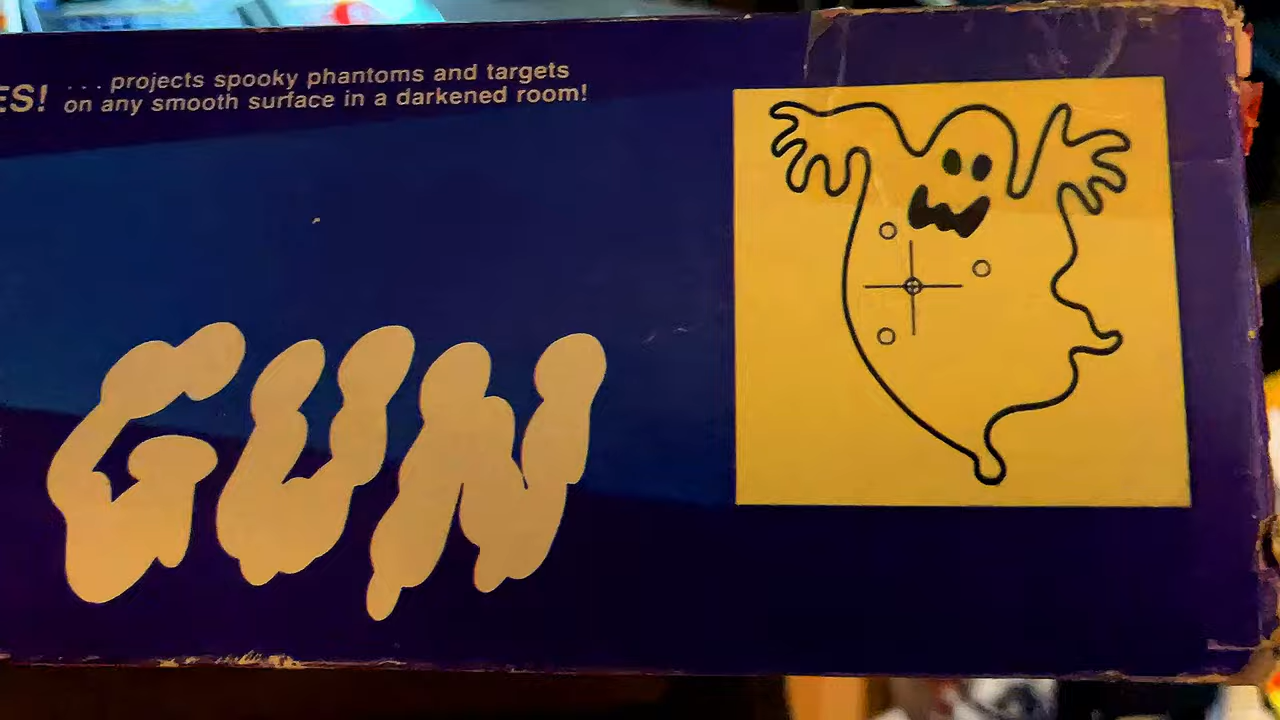 ES! ... projects spooky phantoms and targets
on any smooth surface in a darkened room!
GUN